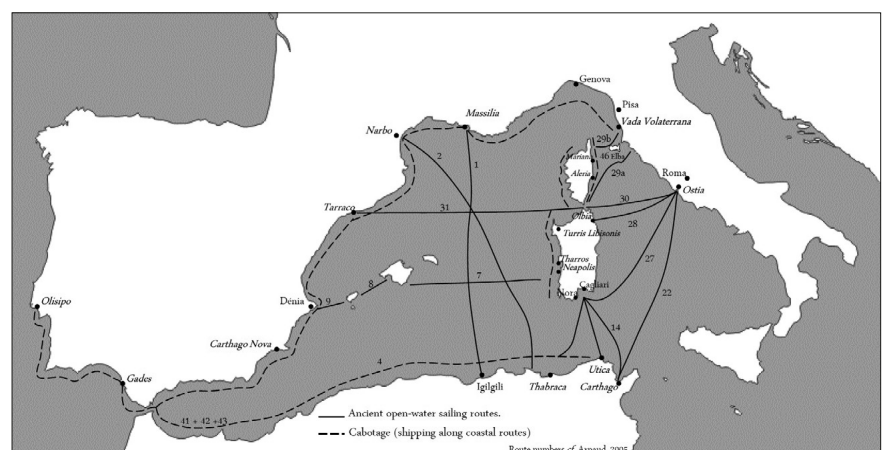 Genova
Pisa
Massilia
Vada Volaterrana
Narbo
29b
1
2
Mariana
46 Elba
Aleria
29a
Roma
Ostia
30
31
Tarraco
Olbia
28
Turris Libisonis
27
Tharros
Neapolis
7
8
Cagliari
Nora
22
Olisipo
Dénia
9
14
Carthago Nova
4
Utica
Gades
Igilgili
Thabraca
Carthago
41 + 42 +43
Ancient open-water sailing routes.
Cabotage (shipping along coastal routes)
Route numbers cf. Arnaud, 2005